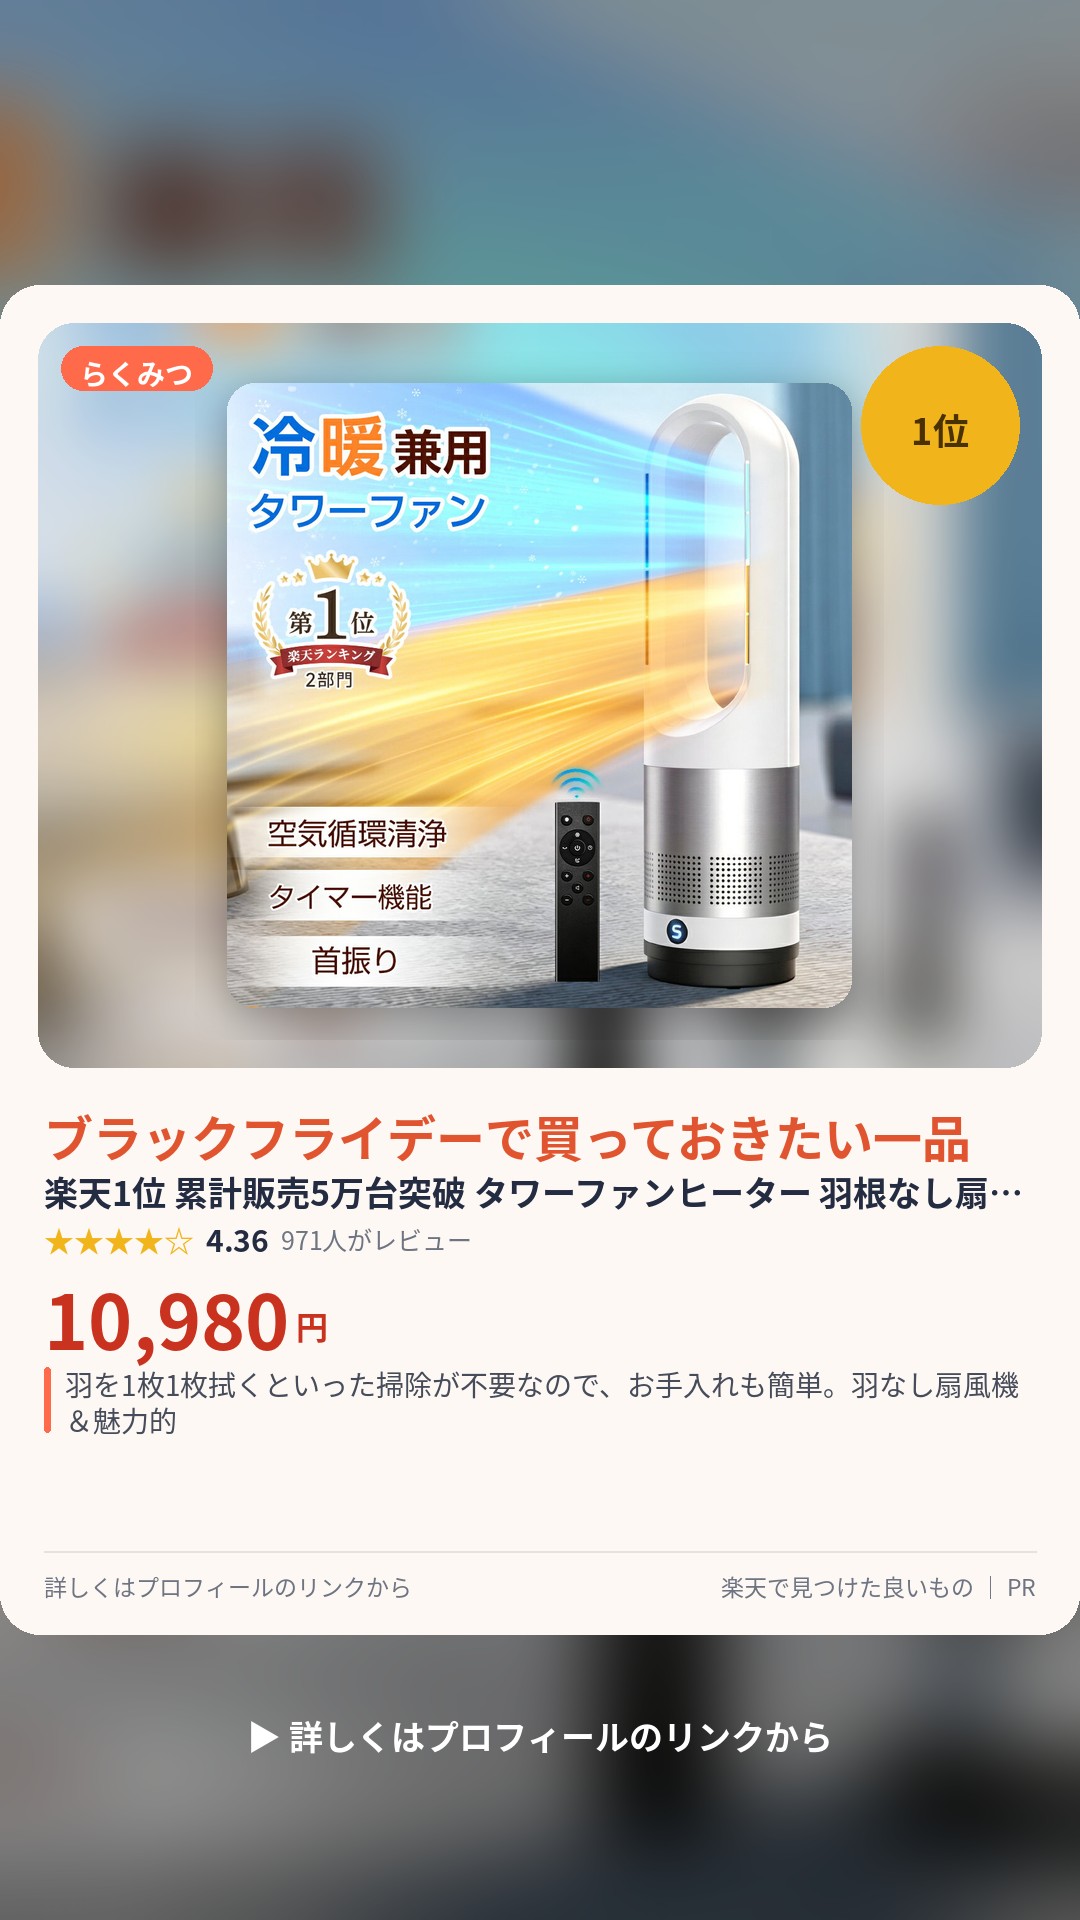 らくみつ
1位
冷暖兼用
タワーファン
第1位
楽天ランキング
2部門
空気循環清浄
タイマー機能
首振り
S
ブラックフライデーで買っておきたい一品
楽天1位 累計販売5万台突破 タワーファンヒーター 羽根なし扇…
★★★★☆ 4.36 971人がレビュー
10,980円
羽を1枚1枚拭くといった掃除が不要なので、お手入れも簡単。羽なし扇風機
＆魅力的
詳しくはプロフィールのリンクから
楽天で見つけた良いもの ｜ PR
▶ 詳しくはプロフィールのリンクから